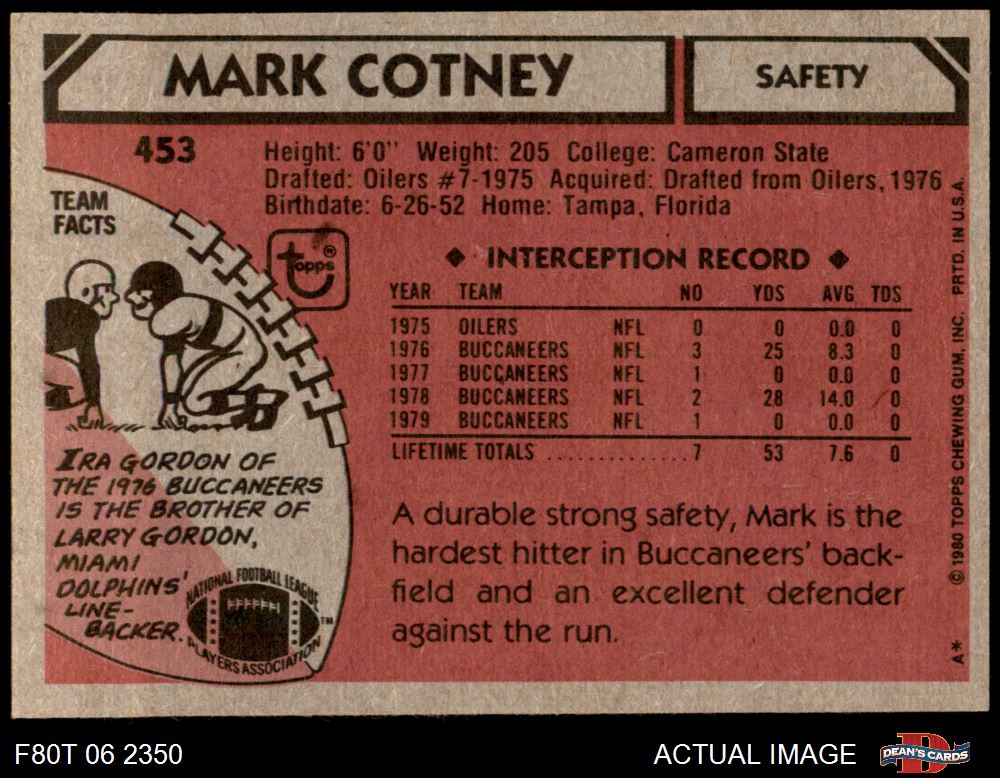 MARK COTNEY
SAFETY
453
Height: 6'0" Weight: 205 College: Cameron State
Drafted: Oilers #7-1975 Acquired: Drafted from Oilers, 1976
Birthdate: 6-26-52 Home: Tampa, Florida
TEAM
FACTS
topps ®
◆ INTERCEPTION RECORD ◆
YEAR TEAM NO YDS AVG TDS
1975 OILERS NFL 0 0 0.0 0
1976 BUCCANEERS NFL 3 25 8.3 0
1977 BUCCANEERS NFL 1 0 0.0 0
1978 BUCCANEERS NFL 2 28 14.0 0
1979 BUCCANEERS NFL 1 0 0.0 0
LIFETIME TOTALS ............. 7 53 7.6 0
IRA GORDON OF
THE 1976 BUCCANEERS
IS THE BROTHER OF
LARRY GORDON,
MIAMI
DOLPHINS'
LINE-
BACKER.
NATIONAL FOOTBALL LEAGUE
PLAYERS ASSOCIATION
TM
A durable strong safety, Mark is the
hardest hitter in Buccaneers' back-
field and an excellent defender
against the run.
A* © 1980 TOPPS CHEWING GUM, INC. PRTD. IN U.S.A.
F80T 06 2350
ACTUAL IMAGE
D
DEAN'S CARDS